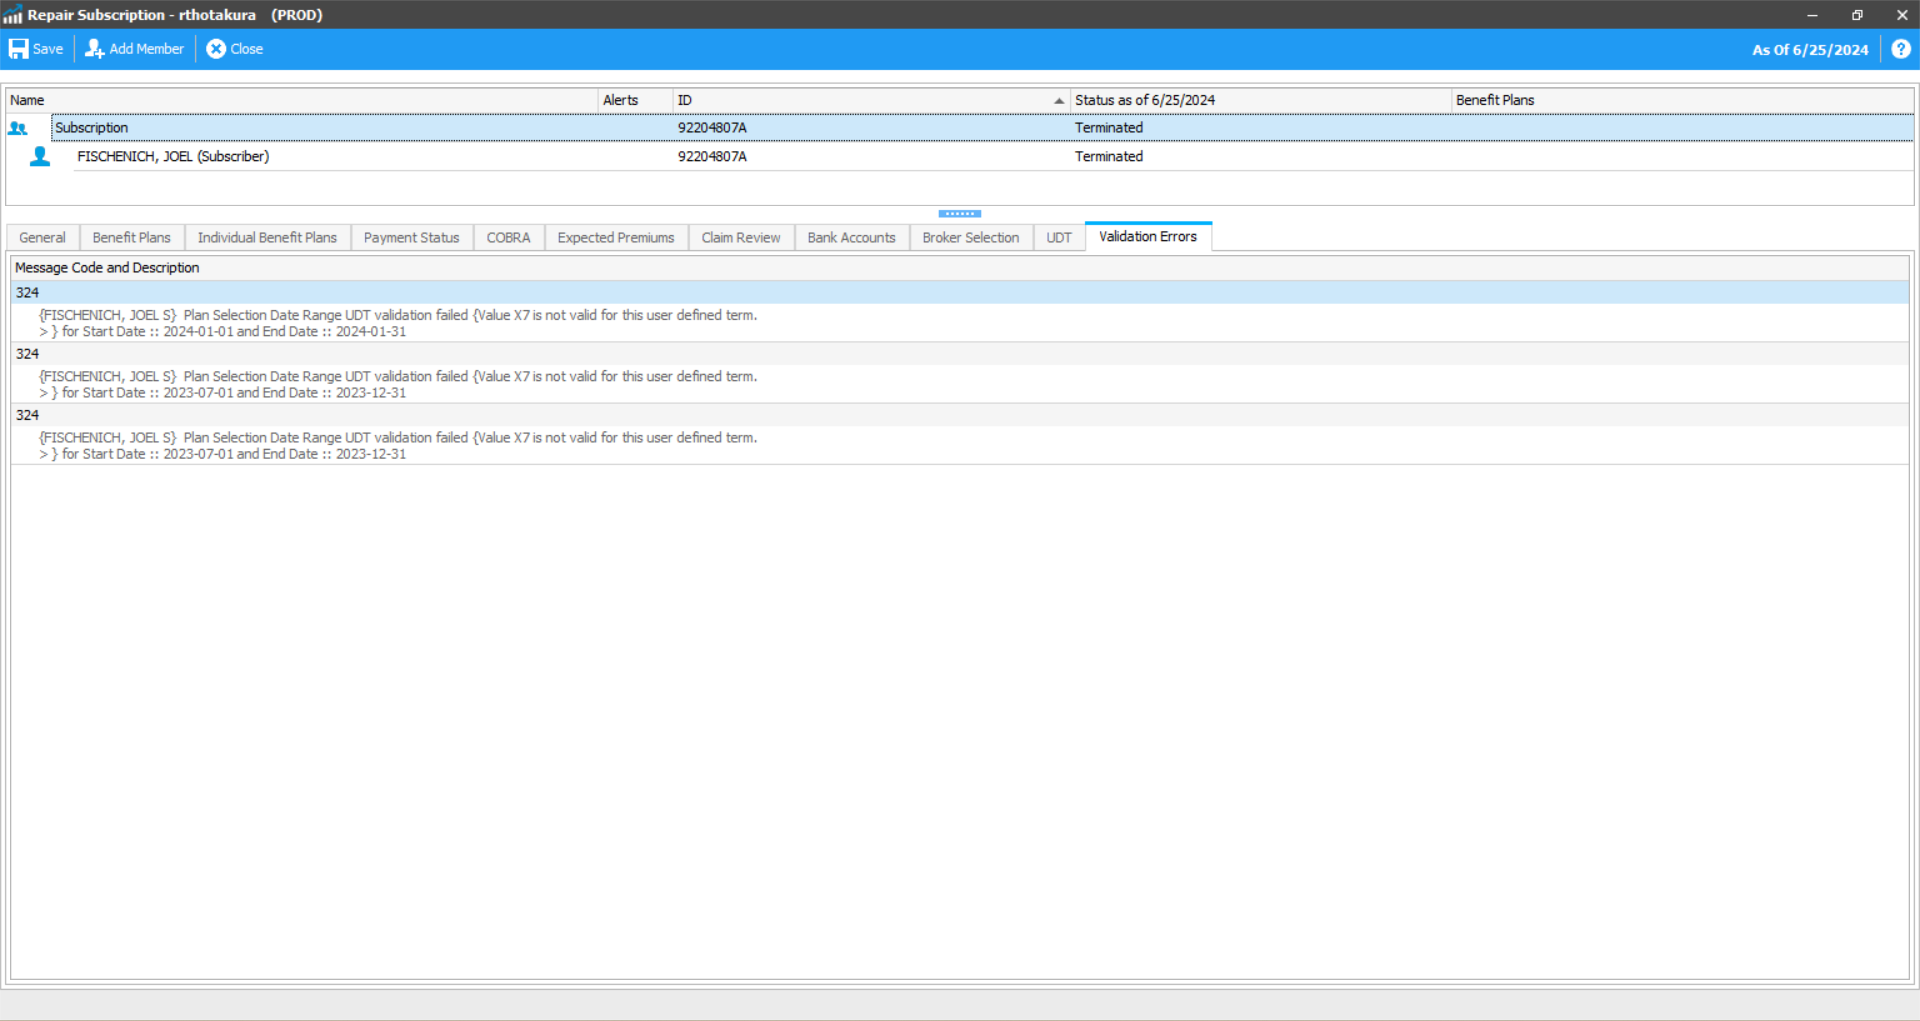 Repair Subscription - rthotakura (PROD)
Save Add Member Close As Of 6/25/2024 ?
Name Alerts ID Status as of 6/25/2024 Benefit Plans
Subscription 92204807A Terminated
FISCHENICH, JOEL (Subscriber) 92204807A Terminated
General Benefit Plans Individual Benefit Plans Payment Status COBRA Expected Premiums Claim Review Bank Accounts Broker Selection UDT Validation Errors
Message Code and Description
324
{FISCHENICH, JOEL S} Plan Selection Date Range UDT validation failed {Value X7 is not valid for this user defined term.
> } for Start Date :: 2024-01-01 and End Date :: 2024-01-31
324
{FISCHENICH, JOEL S} Plan Selection Date Range UDT validation failed {Value X7 is not valid for this user defined term.
> } for Start Date :: 2023-07-01 and End Date :: 2023-12-31
324
{FISCHENICH, JOEL S} Plan Selection Date Range UDT validation failed {Value X7 is not valid for this user defined term.
> } for Start Date :: 2023-07-01 and End Date :: 2023-12-31